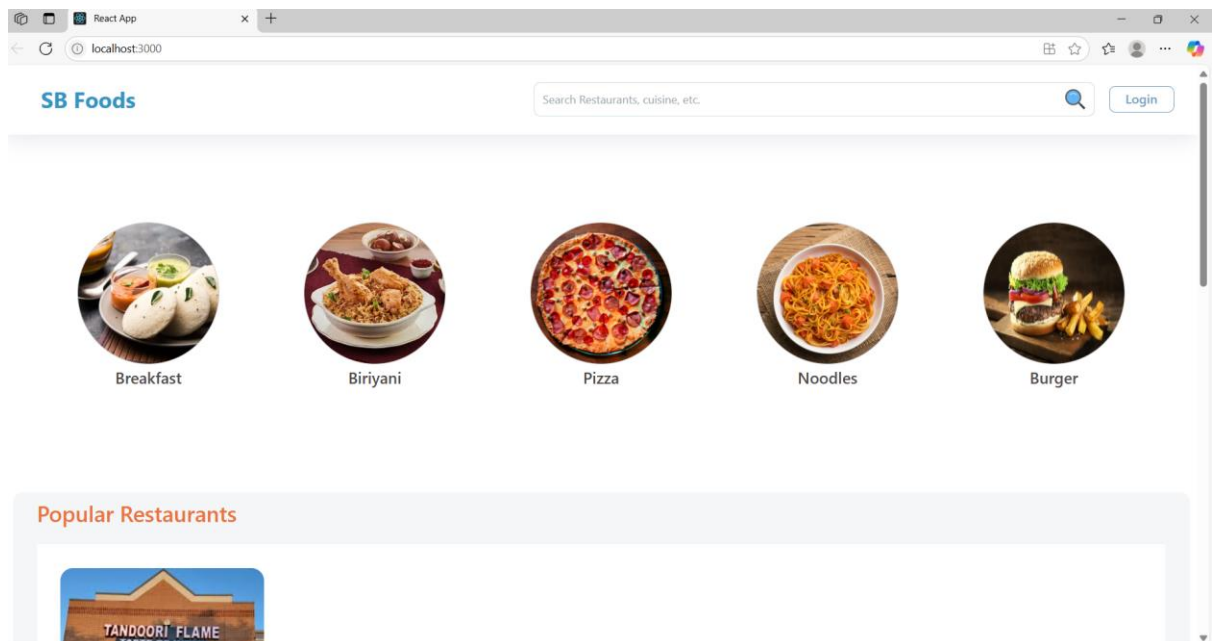 React App
localhost:3000
SB Foods
Search Restaurants, cuisine, etc.
Login
Breakfast
Biriyani
Pizza
Noodles
Burger
Popular Restaurants
TANDOORI FLAME